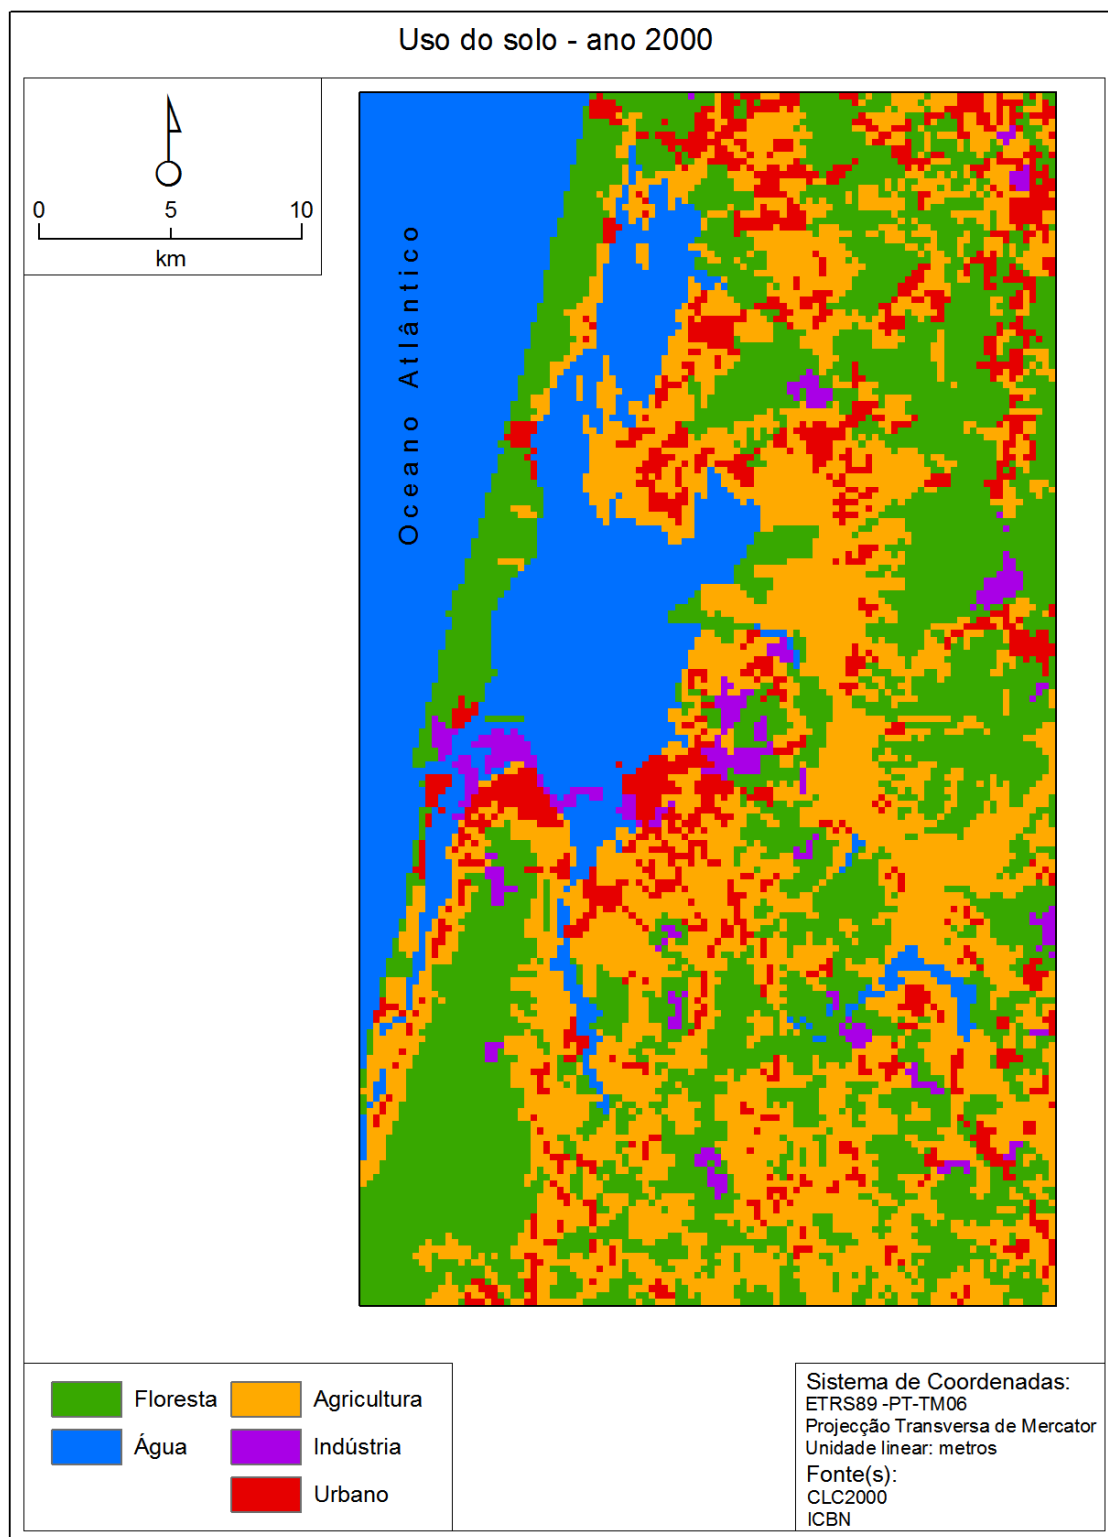 Uso do solo - ano 2000
0 5 10
km
Oceano Atlântico
Floresta
Água
Agricultura
Indústria
Urbano
Sistema de Coordenadas:
ETRS89 -PT-TM06
Projecção Transversa de Mercator
Unidade linear: metros
Fonte(s):
CLC2000
ICBN